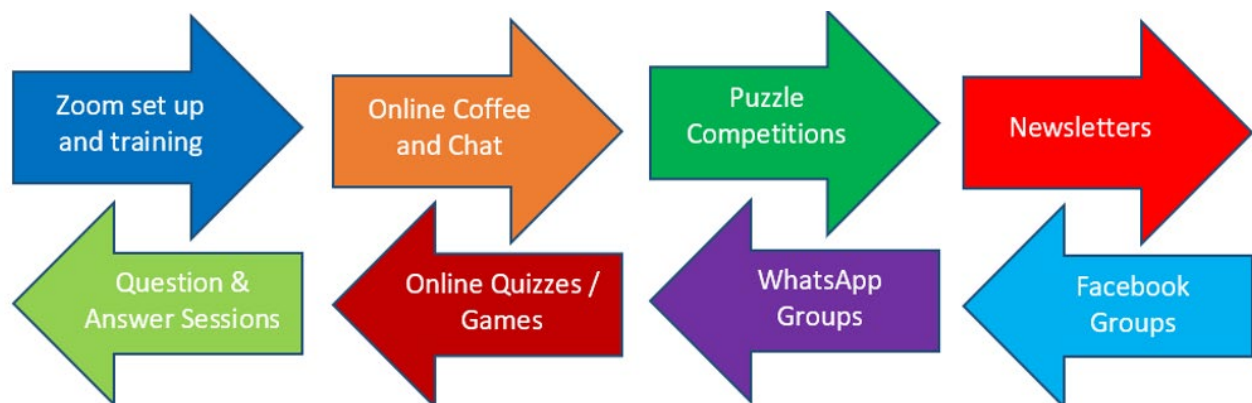 Zoom set up
and training
Online Coffee
and Chat
Puzzle
Competitions
Newsletters
Question &
Answer Sessions
Online Quizzes /
Games
WhatsApp
Groups
Facebook
Groups